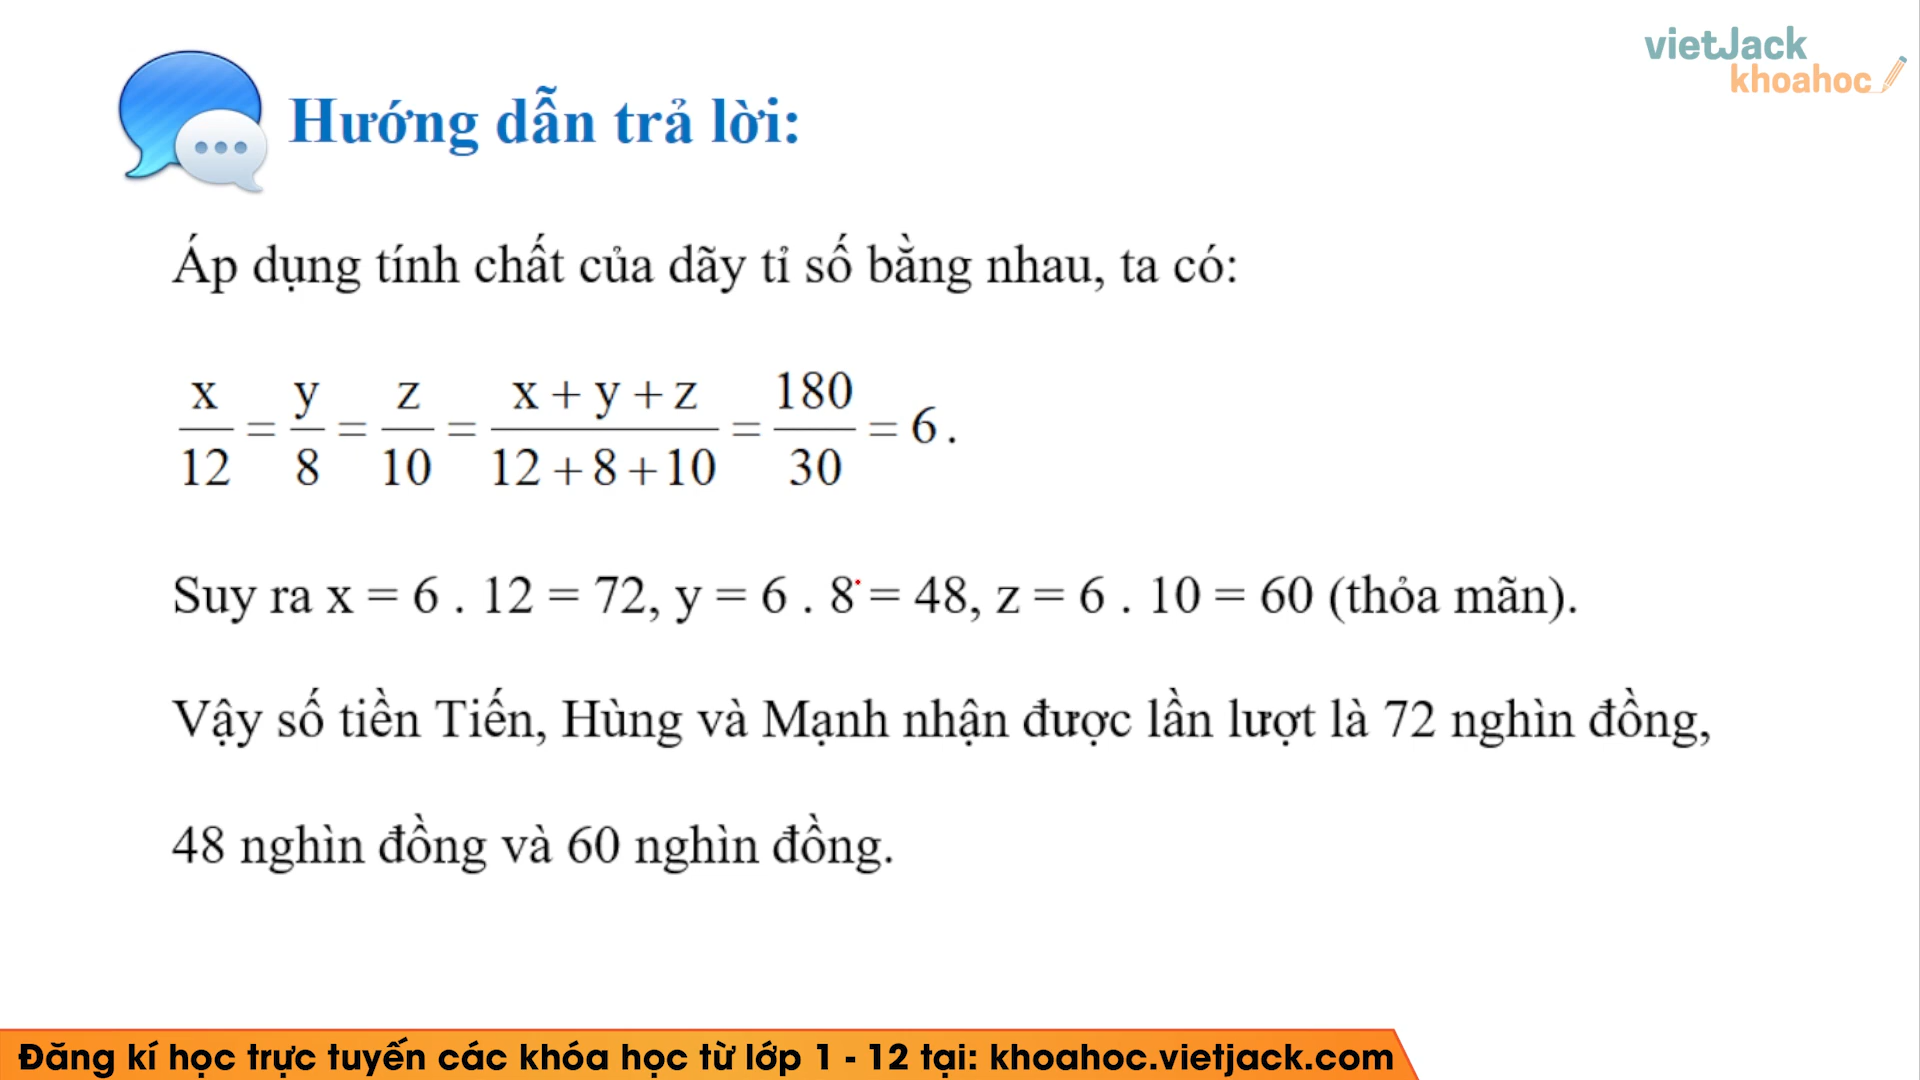 vietJack
khoahoc
Hướng dẫn trả lời:
Áp dụng tính chất của dãy tỉ số bằng nhau, ta có:
x/12 = y/8 = z/10 = (x + y + z)/(12 + 8 + 10) = 180/30 = 6 .
Suy ra x = 6 . 12 = 72, y = 6 . 8 = 48, z = 6 . 10 = 60 (thỏa mãn).
Vậy số tiền Tiến, Hùng và Mạnh nhận được lần lượt là 72 nghìn đồng,
48 nghìn đồng và 60 nghìn đồng.
Đăng kí học trực tuyến các khóa học từ lớp 1 - 12 tại: khoahoc.vietjack.com